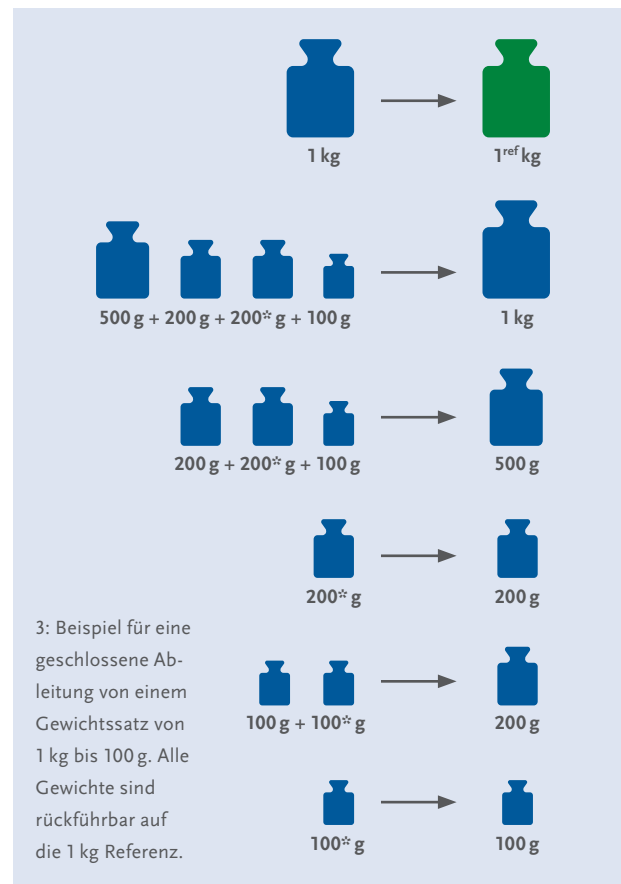 1 kg
1ref kg
500 g + 200 g + 200* g + 100 g
1 kg
200 g + 200* g + 100 g
500 g
200* g
200 g
3: Beispiel für eine
geschlossene Ab-
leitung von einem
Gewichtssatz von
1 kg bis 100 g. Alle
Gewichte sind
rückführbar auf
die 1 kg Referenz.
100 g + 100* g
200 g
100* g
100 g